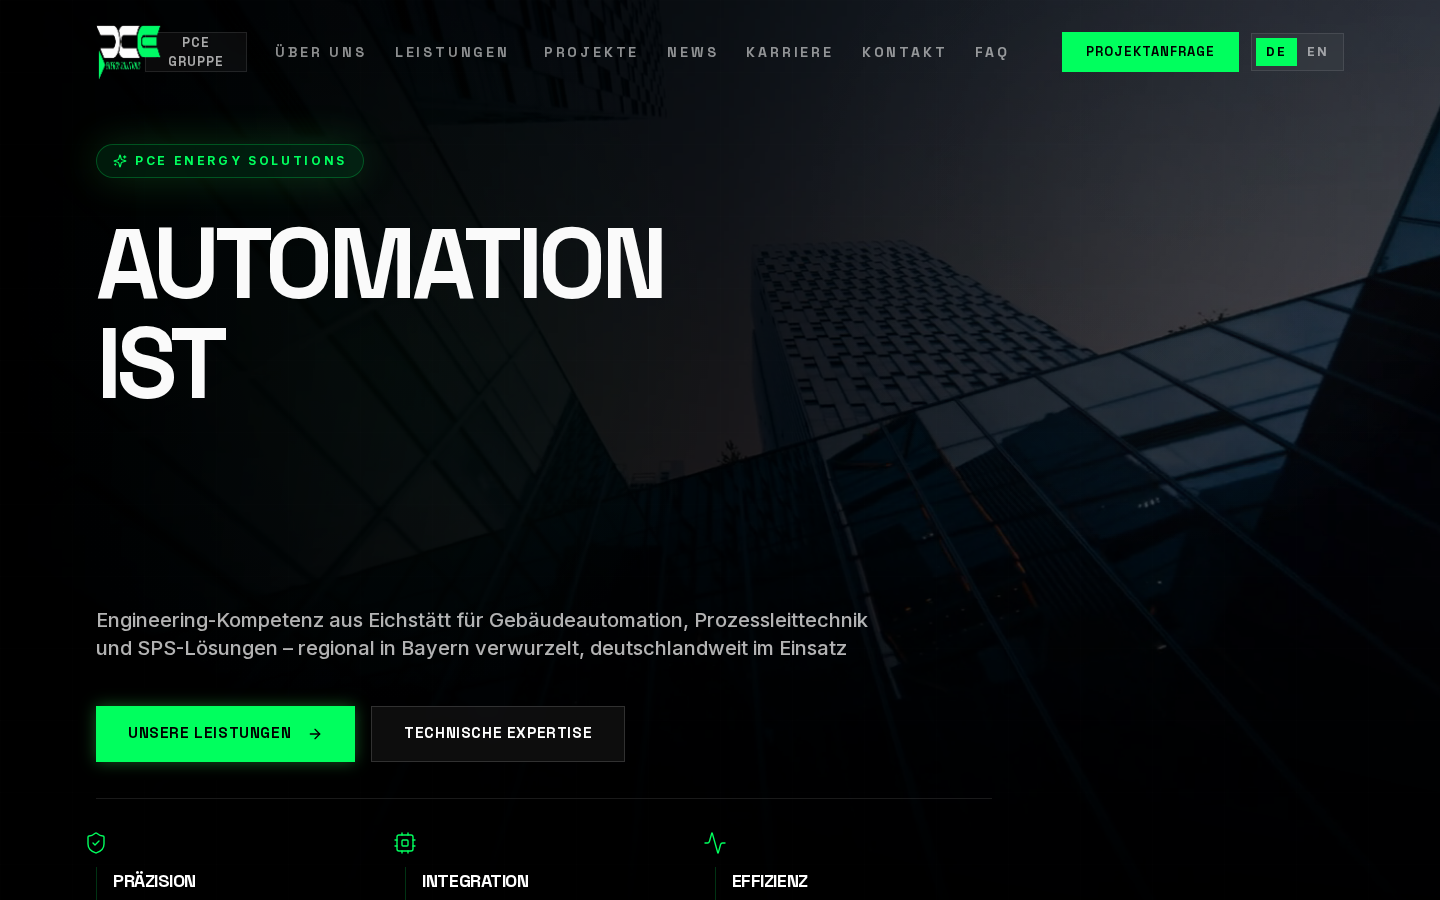 PCE
GRUPPE
ÜBER UNS
LEISTUNGEN
PROJEKTE
NEWS
KARRIERE
KONTAKT
FAQ
PROJEKTANFRAGE
DE
EN
PCE ENERGY SOLUTIONS
AUTOMATION
IST
Engineering-Kompetenz aus Eichstätt für Gebäudeautomation, Prozessleittechnik
und SPS-Lösungen – regional in Bayern verwurzelt, deutschlandweit im Einsatz
UNSERE LEISTUNGEN
TECHNISCHE EXPERTISE
PRÄZISION
INTEGRATION
EFFIZIENZ